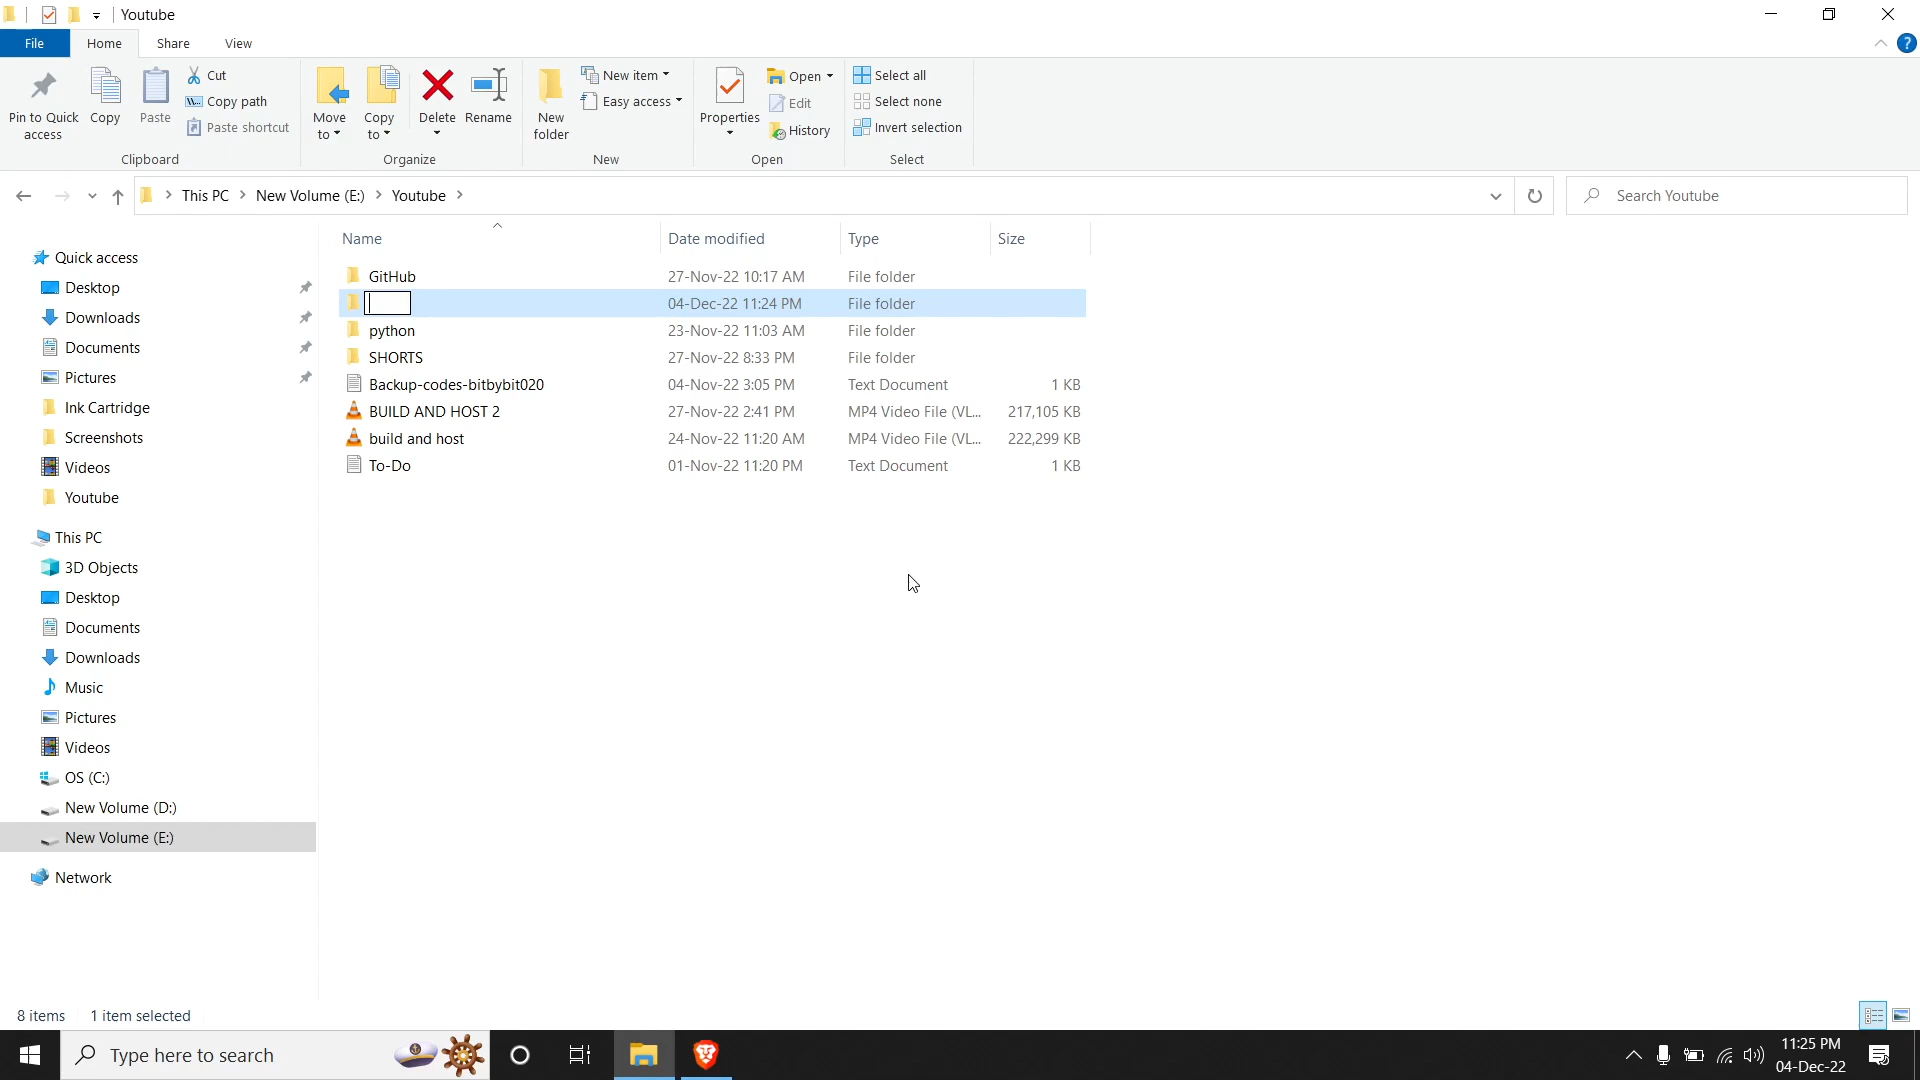 Youtube
File Home Share View
Pin to Quick access
Copy
Paste
Cut
Copy path
Paste shortcut
Clipboard
Move to
Copy to
Delete
Rename
Organize
New folder
New item
Easy access
New
Properties
Open
Edit
History
Open
Select all
Select none
Invert selection
Select
This PC New Volume (E:) Youtube
Search Youtube
Quick access
Desktop
Downloads
Documents
Pictures
Ink Cartridge
Screenshots
Videos
Youtube
This PC
3D Objects
Desktop
Documents
Downloads
Music
Pictures
Videos
OS (C:)
New Volume (D:)
New Volume (E:)
Network
Name Date modified Type Size
GitHub 27-Nov-22 10:17 AM File folder
04-Dec-22 11:24 PM File folder
python 23-Nov-22 11:03 AM File folder
SHORTS 27-Nov-22 8:33 PM File folder
Backup-codes-bitbybit020 04-Nov-22 3:05 PM Text Document 1 KB
BUILD AND HOST 2 27-Nov-22 2:41 PM MP4 Video File (VL... 217,105 KB
build and host 24-Nov-22 11:20 AM MP4 Video File (VL... 222,299 KB
To-Do 01-Nov-22 11:20 PM Text Document 1 KB
8 items 1 item selected
Type here to search
11:25 PM
04-Dec-22